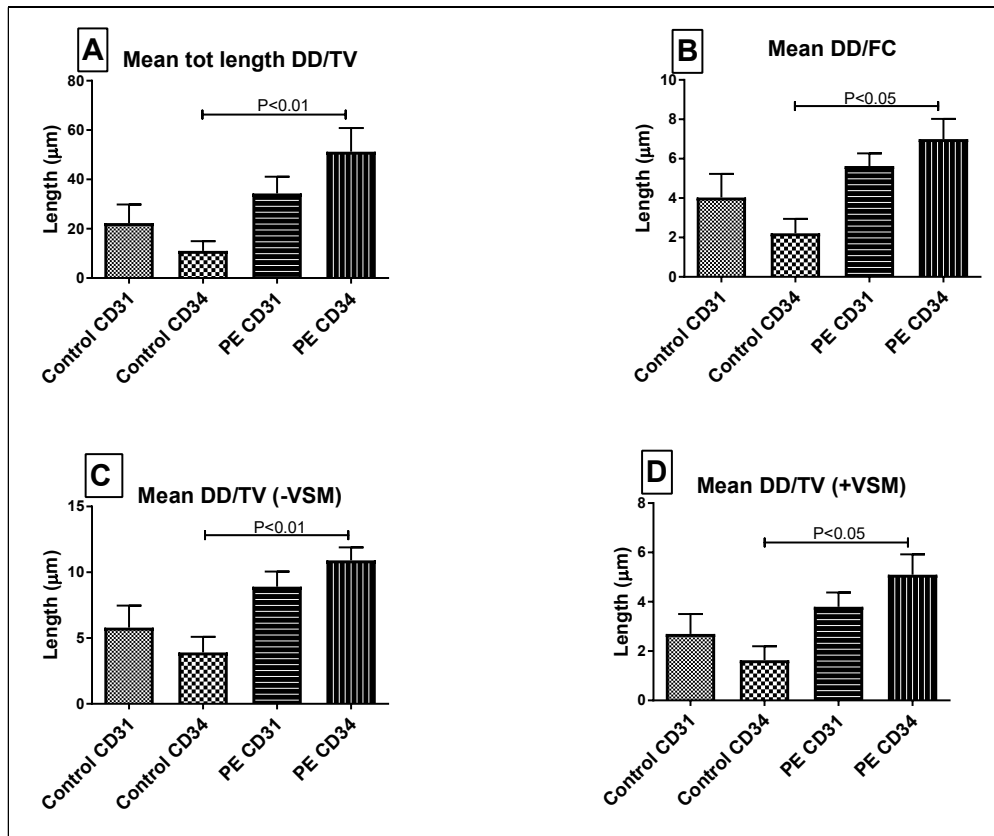 A
Mean tot length DD/TV
80
60
40
20
0
Length (μm)
P<0.01
Control CD31
Control CD34
PE CD31
PE CD34
B
Mean DD/FC
10
8
6
4
2
0
Length (μm)
P<0.05
Control CD31
Control CD34
PE CD31
PE CD34
C
Mean DD/TV (-VSM)
15
10
5
0
Length (μm)
P<0.01
Control CD31
Control CD34
PE CD31
PE CD34
D
Mean DD/TV (+VSM)
8
6
4
2
0
Length (μm)
P<0.05
Control CD31
Control CD34
PE CD31
PE CD34